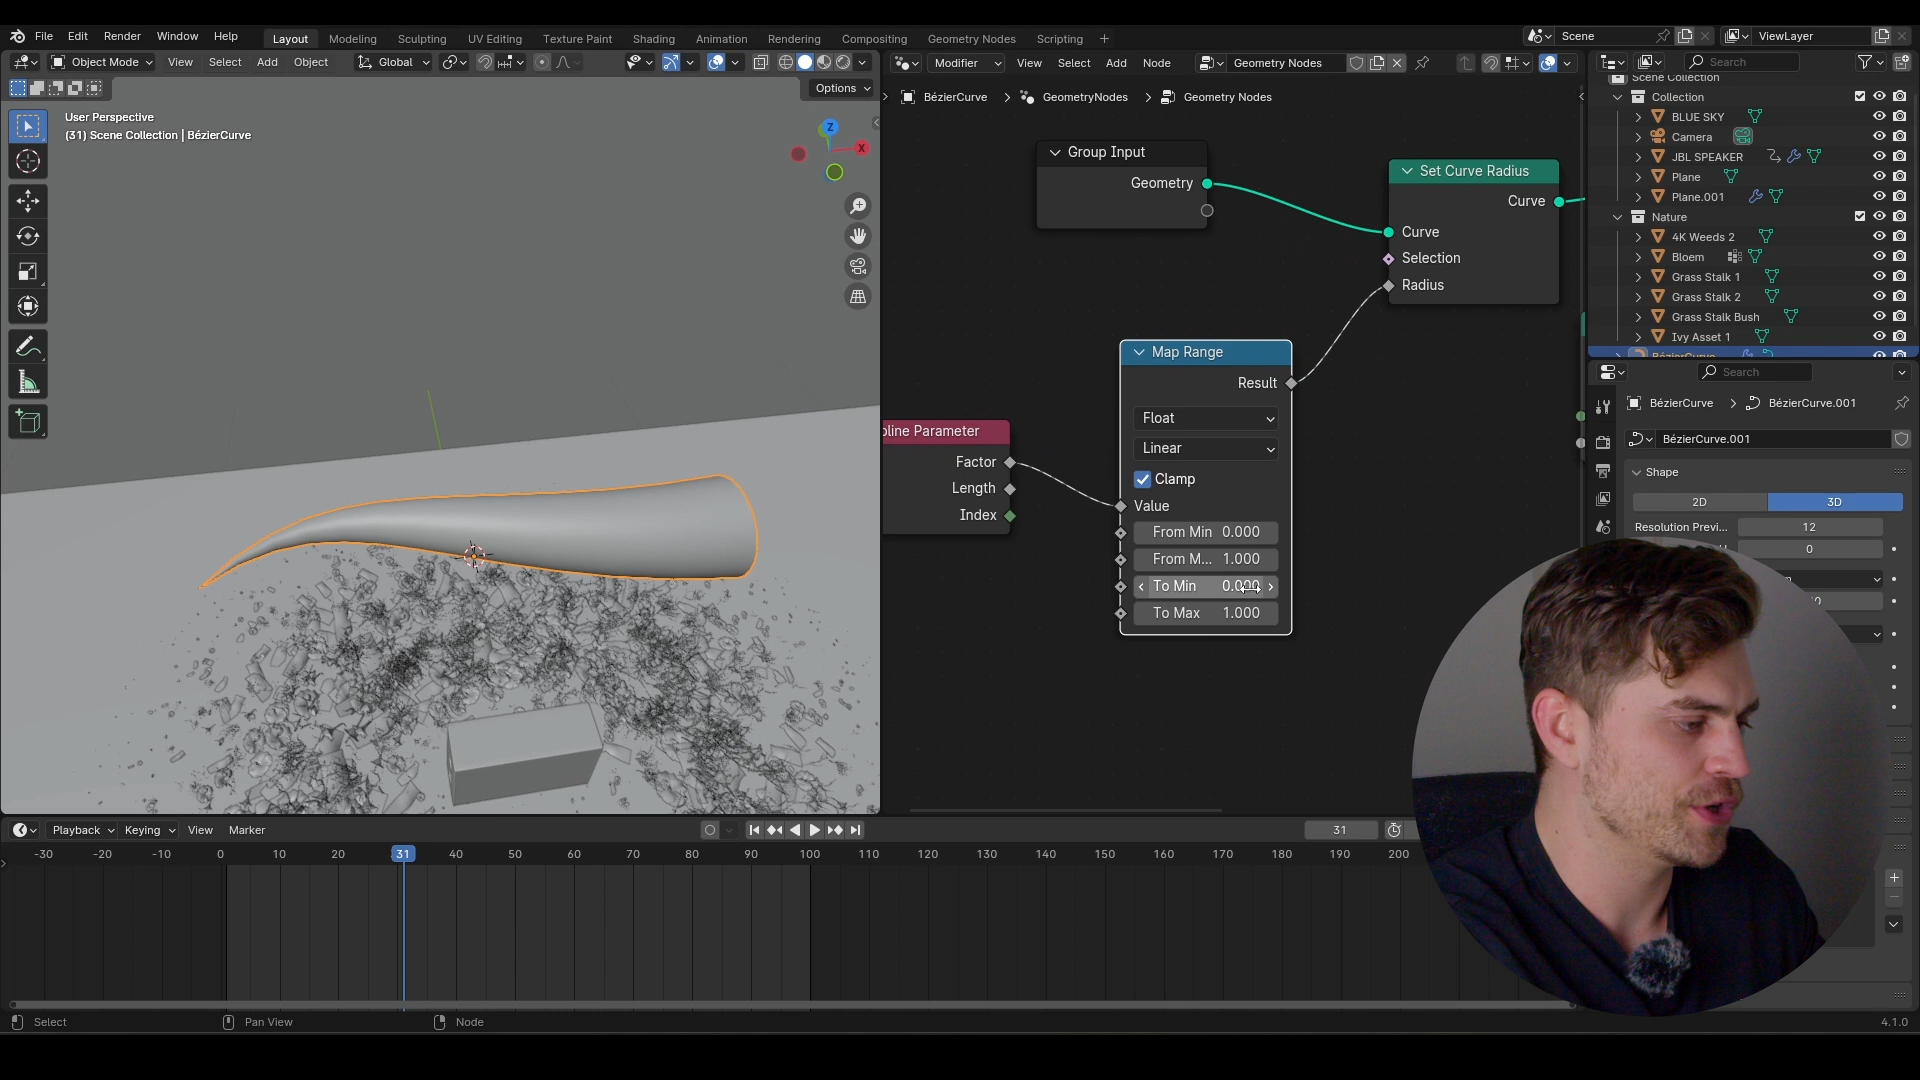 File Edit Render Window Help Layout Modeling Sculpting UV Editing Texture Paint Shading Animation Rendering Compositing Geometry Nodes Scripting + Scene ViewLayer
Object Mode View Select Add Object Global
Options
User Perspective
(31) Scene Collection | BézierCurve
Z
X
Modifier View Select Add Node Geometry Nodes
BézierCurve > GeometryNodes > Geometry Nodes
Group Input
Geometry
Set Curve Radius
Curve
Curve
Selection
Radius
Map Range
Result
Float
Linear
Clamp
Value
From Min 0.000
From M... 1.000
To Min
To Max 1.000
pline Parameter
Factor
Length
Index
Search
Scene Collection
Collection
BLUE SKY
Camera
JBL SPEAKER
Plane
Plane.001
Nature
4K Weeds 2
Bloem
Grass Stalk 1
Grass Stalk 2
Grass Stalk Bush
Ivy Asset 1
BézierCurve
Search
BézierCurve > BézierCurve.001
BézierCurve.001
Shape
2D 3D
Resolution Previ... 12
0
Playback Keying View Marker
31
-30 -20 -10 0 10 20 31 40 50 60 70 80 90 100 110 120 130 140 150 160 170 180 190 200
Select Pan View Node
4.1.0